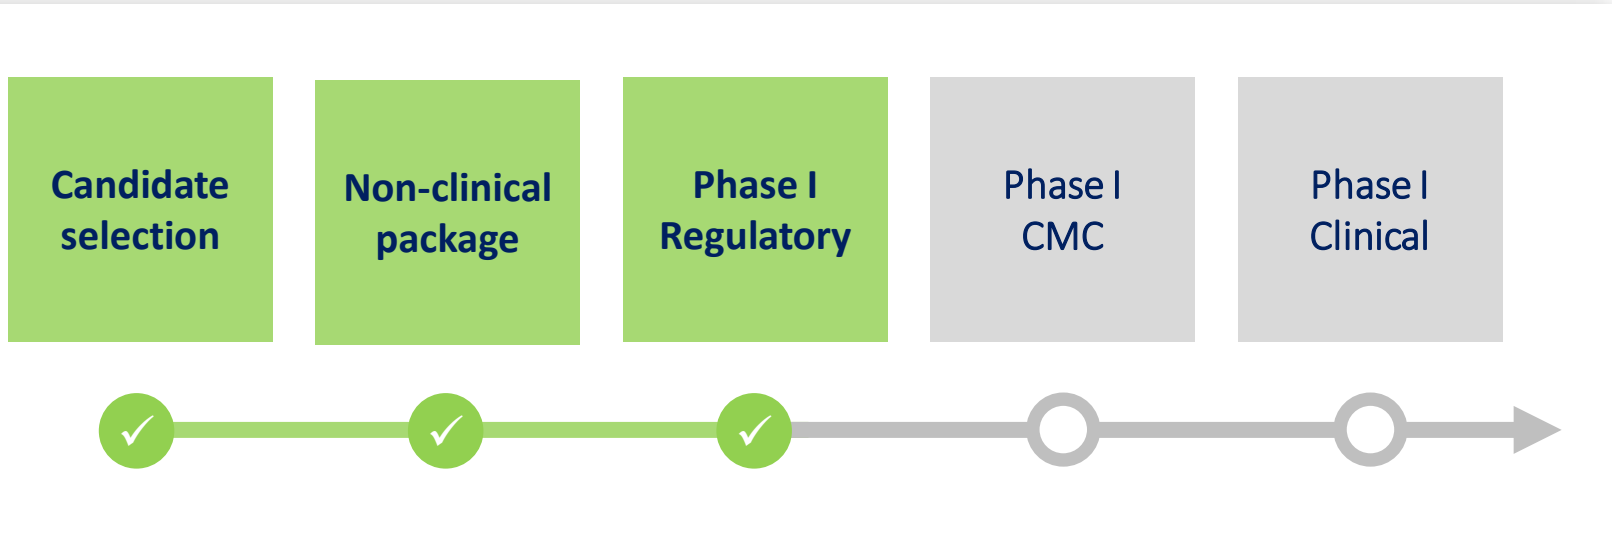 Candidate
selection
Non-clinical
package
Phase I
Regulatory
Phase I
CMC
Phase I
Clinical